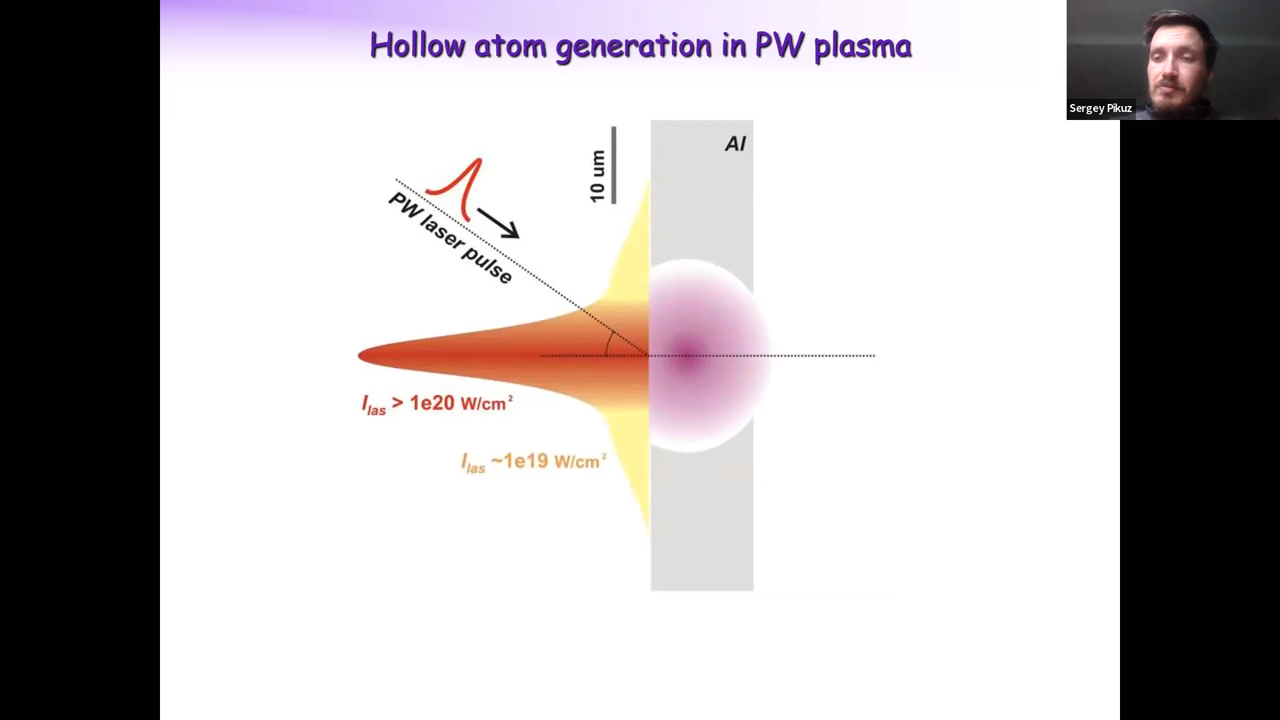 Hollow atom generation in PW plasma
Sergey Pikuz
Al
10 um
PW laser pulse
I_las > 1e20 W/cm²
I_las ~1e19 W/cm²